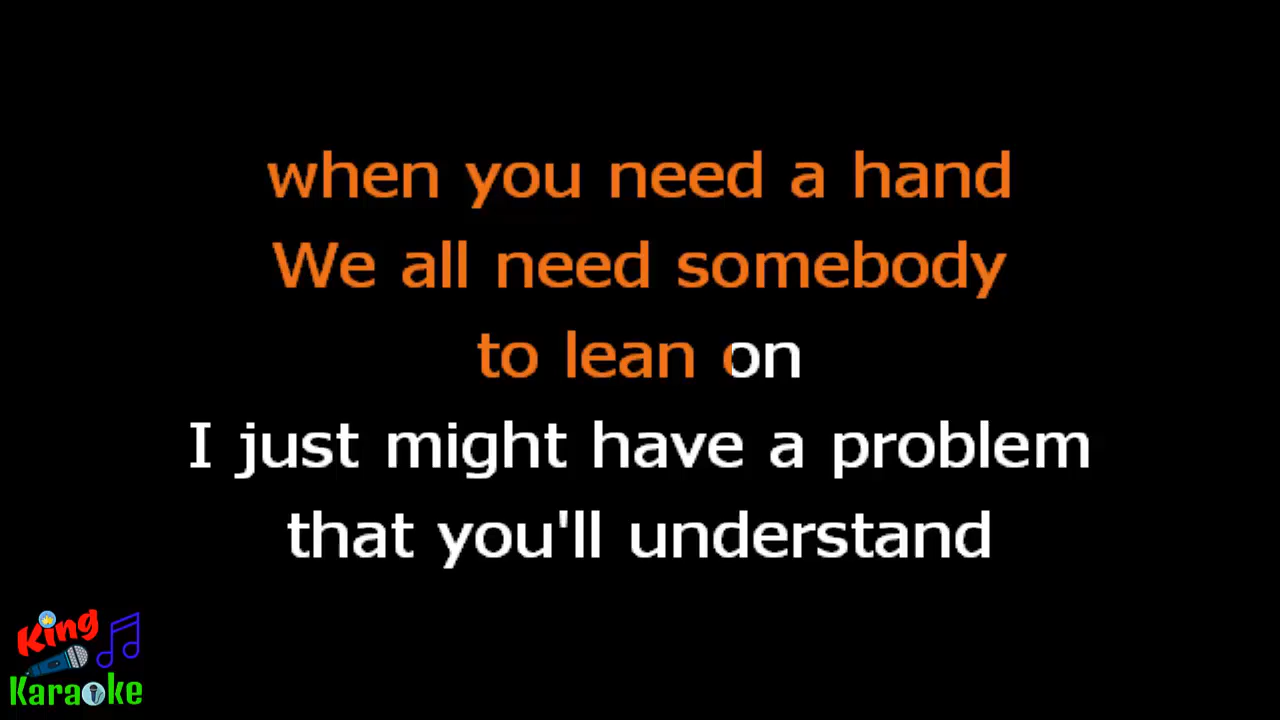 when you need a hand
We all need somebody
to lean on
I just might have a problem
that you'll understand
King
Karaoke